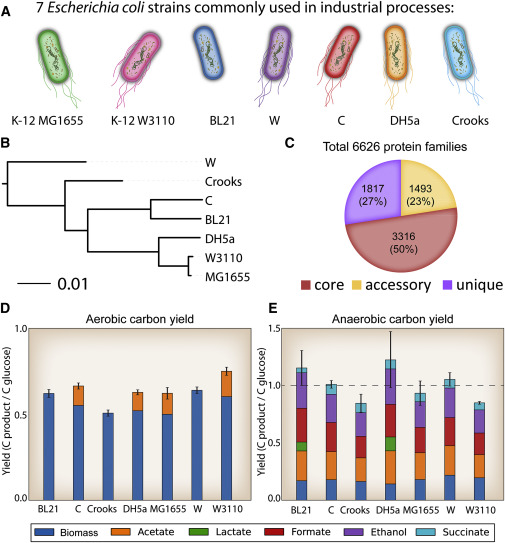 7 Escherichia coli strains commonly used in industrial processes:
A
K-12 MG1655 K-12 W3110 BL21 W C DH5a Crooks
B
W
Crooks
C
BL21
DH5a
W3110
MG1655
0.01
C
Total 6626 protein families
1817
(27%)
1493
(23%)
3316
(50%)
core accessory unique
D
Aerobic carbon yield
Yield (C product / C glucose)
1.0
0.5
0.0
BL21 C Crooks DH5a MG1655 W W3110
E
Anaerobic carbon yield
Yield (C product / C glucose)
1.5
1.0
0.5
0.0
BL21 C Crooks DH5a MG1655 W W3110
Biomass Acetate Lactate Formate Ethanol Succinate